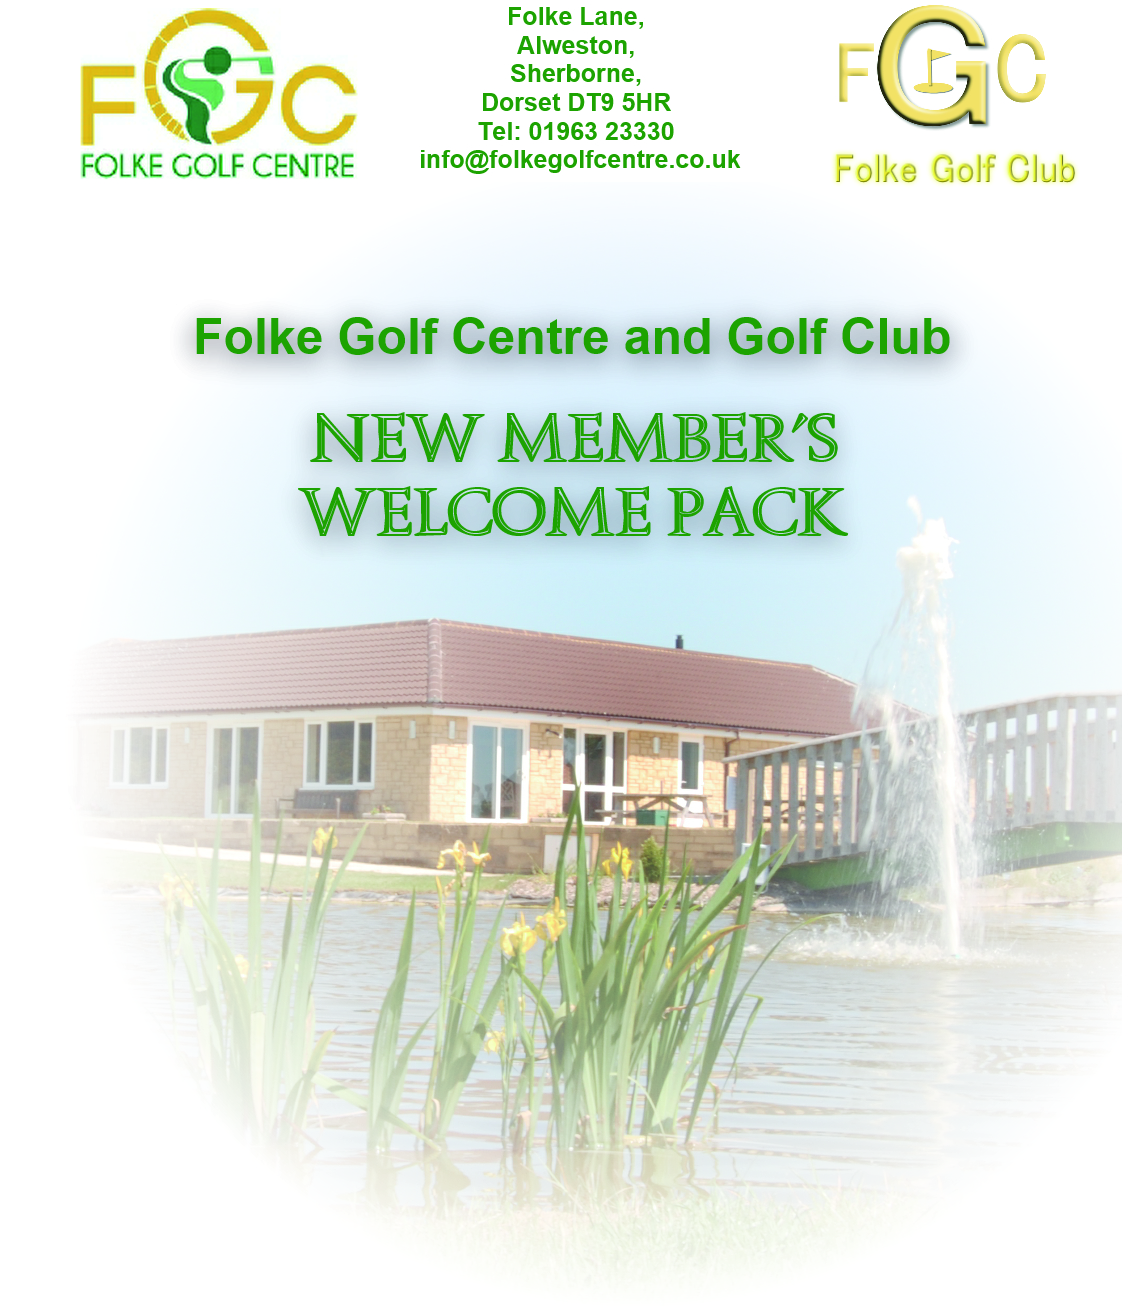 FGC
FOLKE GOLF CENTRE
Folke Lane,
Alweston,
Sherborne,
Dorset DT9 5HR
Tel: 01963 23330
info@folkegolfcentre.co.uk
FGC
Folke Golf Club
Folke Golf Centre and Golf Club
NEW MEMBER'S
WELCOME PACK